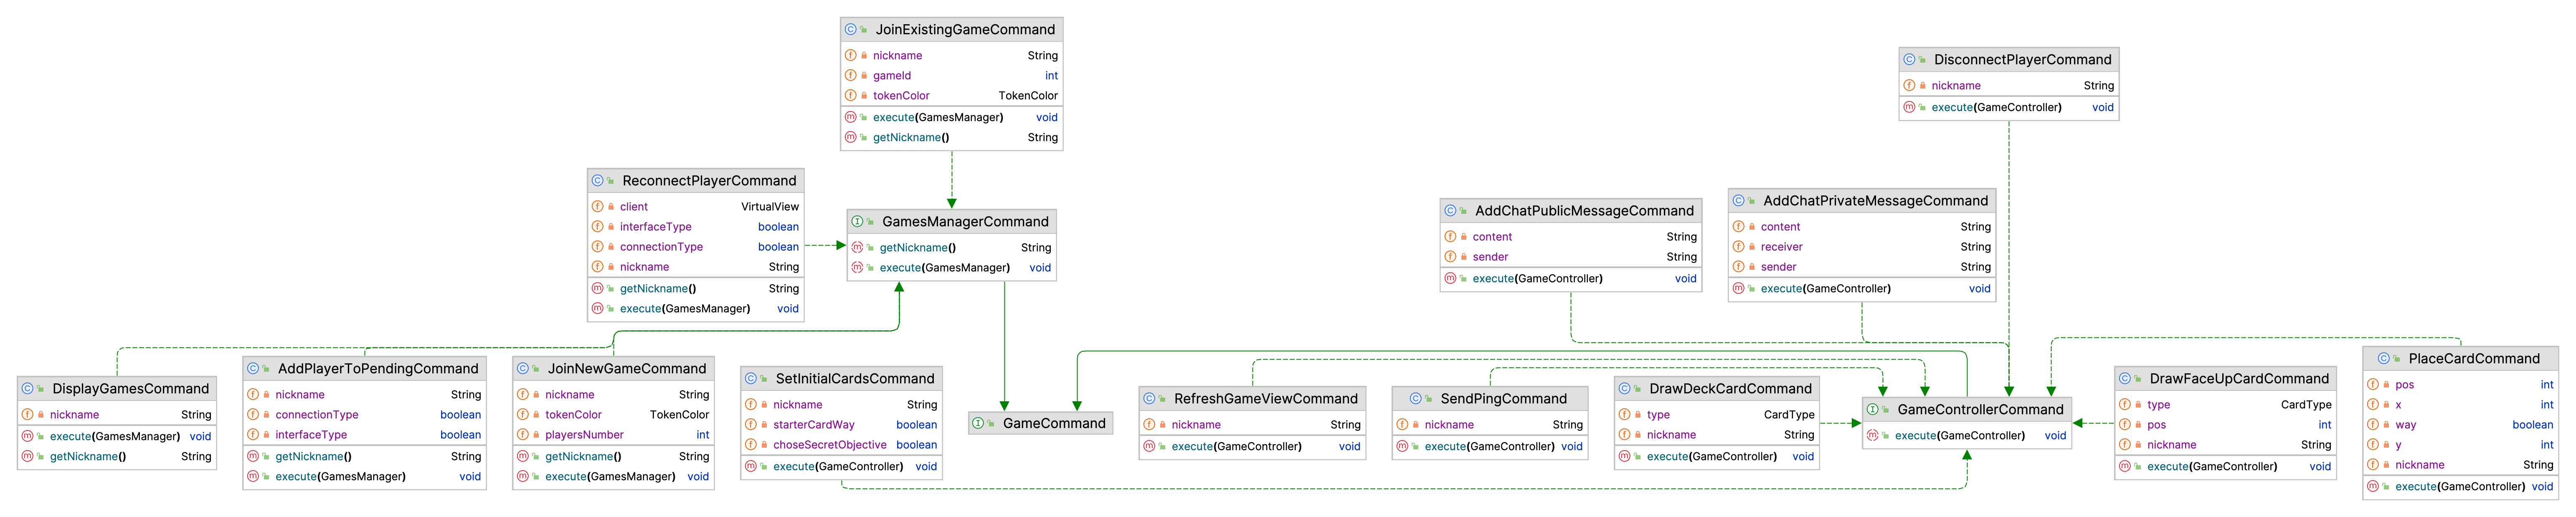 JoinExistingGameCommand
nickname String
gameId int
tokenColor TokenColor
execute(GamesManager) void
getNickname() String
DisconnectPlayerCommand
nickname String
execute(GameController) void
ReconnectPlayerCommand
client VirtualView
interfaceType boolean
connectionType boolean
nickname String
getNickname() String
execute(GamesManager) void
GamesManagerCommand
getNickname() String
execute(GamesManager) void
AddChatPublicMessageCommand
content String
sender String
execute(GameController) void
AddChatPrivateMessageCommand
content String
receiver String
sender String
execute(GameController) void
DisplayGamesCommand
nickname String
execute(GamesManager) void
getNickname() String
AddPlayerToPendingCommand
nickname String
connectionType boolean
interfaceType boolean
getNickname() String
execute(GamesManager) void
JoinNewGameCommand
nickname String
tokenColor TokenColor
playersNumber int
getNickname() String
execute(GamesManager) void
SetInitialCardsCommand
nickname String
starterCardWay boolean
choseSecretObjective boolean
execute(GameController) void
GameCommand
RefreshGameViewCommand
nickname String
execute(GameController) void
SendPingCommand
nickname String
execute(GameController) void
DrawDeckCardCommand
type CardType
nickname String
execute(GameController) void
GameControllerCommand
execute(GameController) void
DrawFaceUpCardCommand
type CardType
pos int
nickname String
execute(GameController) void
PlaceCardCommand
pos int
x int
way boolean
y int
nickname String
execute(GameController) void